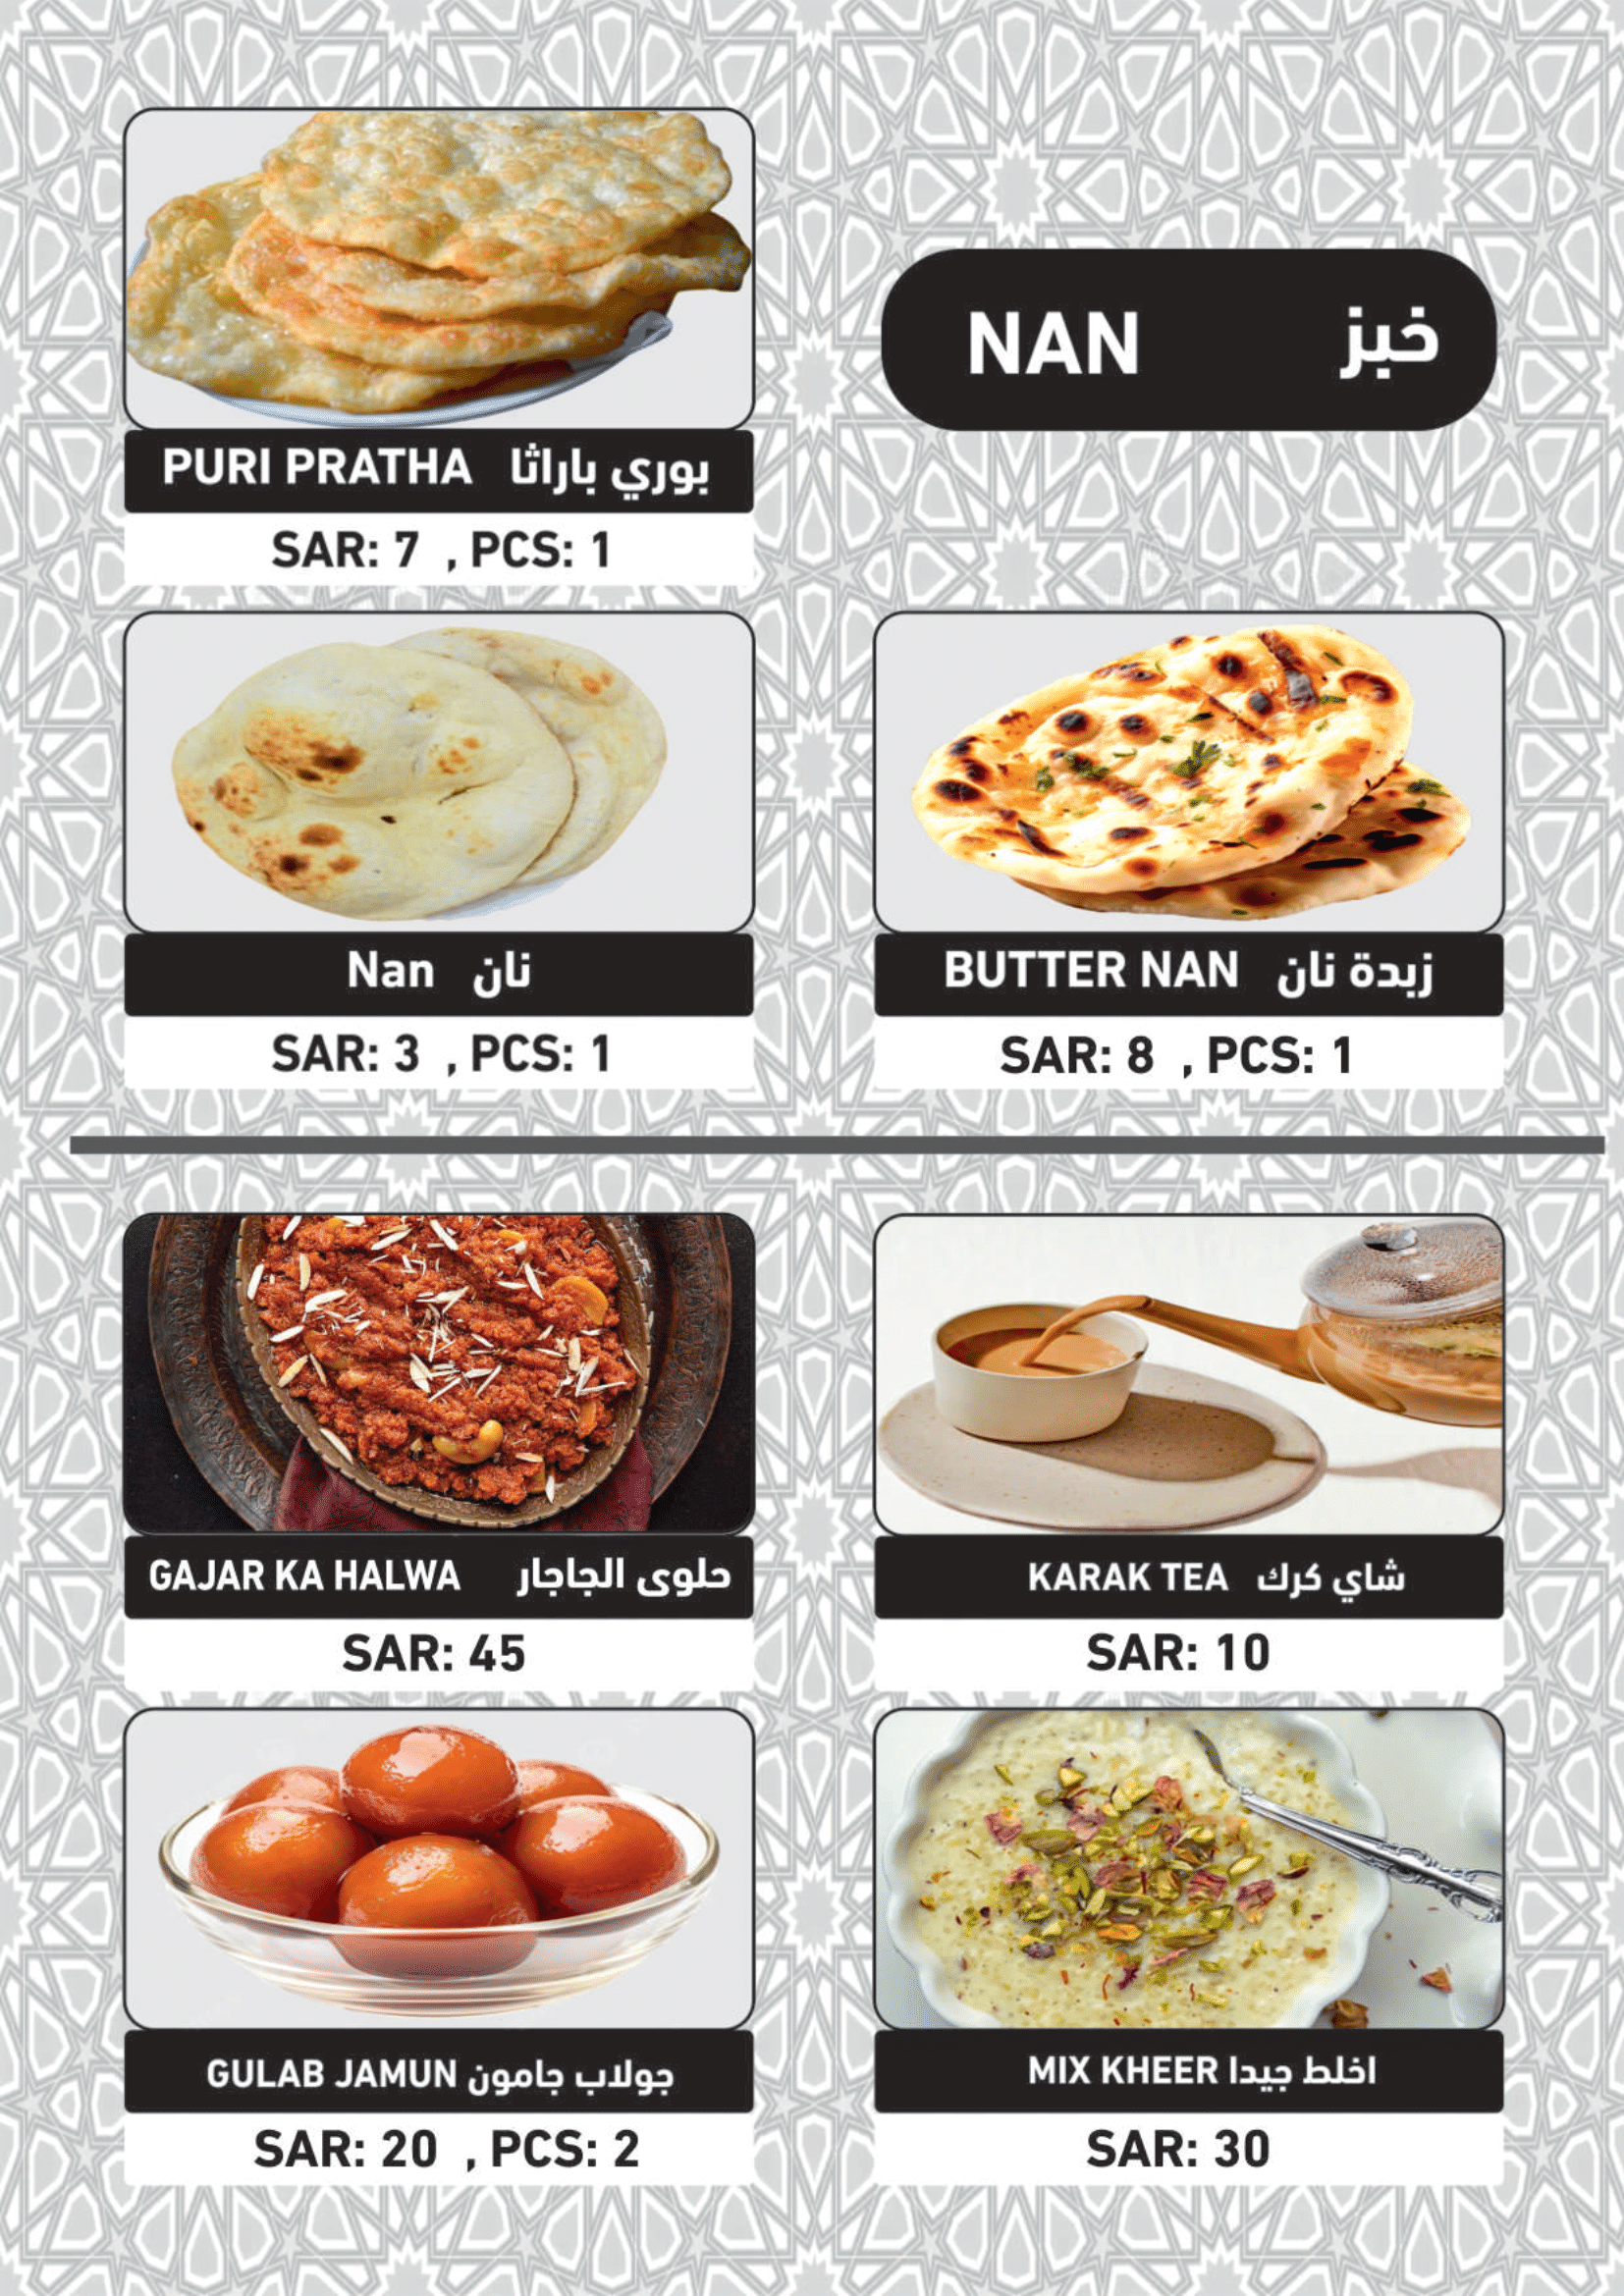 NAN خبز
PURI PRATHA بوري باراثا
SAR: 7 , PCS: 1
Nan نان
SAR: 3 , PCS: 1
BUTTER NAN زبدة نان
SAR: 8 , PCS: 1
GAJAR KA HALWA حلوى الجاجار
SAR: 45
KARAK TEA شاي كرك
SAR: 10
GULAB JAMUN جولاب جامون
SAR: 20 , PCS: 2
MIX KHEER اخلط جيدا
SAR: 30